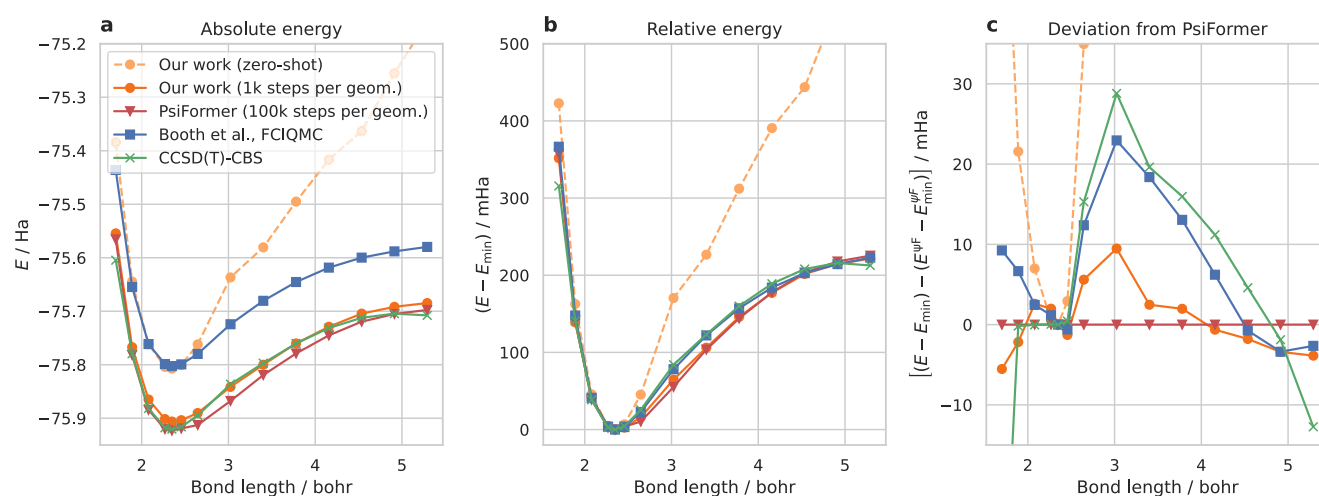 a Absolute energy
−75.2
−75.3
−75.4
−75.5
−75.6
−75.7
−75.8
−75.9
E / Ha
Our work (zero-shot)
Our work (1k steps per geom.)
PsiFormer (100k steps per geom.)
Booth et al., FCIQMC
CCSD(T)-CBS
2 3 4 5
Bond length / bohr
b Relative energy
500
400
300
200
100
0
(E − E_min) / mHa
2 3 4 5
Bond length / bohr
c Deviation from PsiFormer
30
20
10
0
−10
[(E − E_min) − (E^ΨF − E^ΨF_min)] / mHa
2 3 4 5
Bond length / bohr